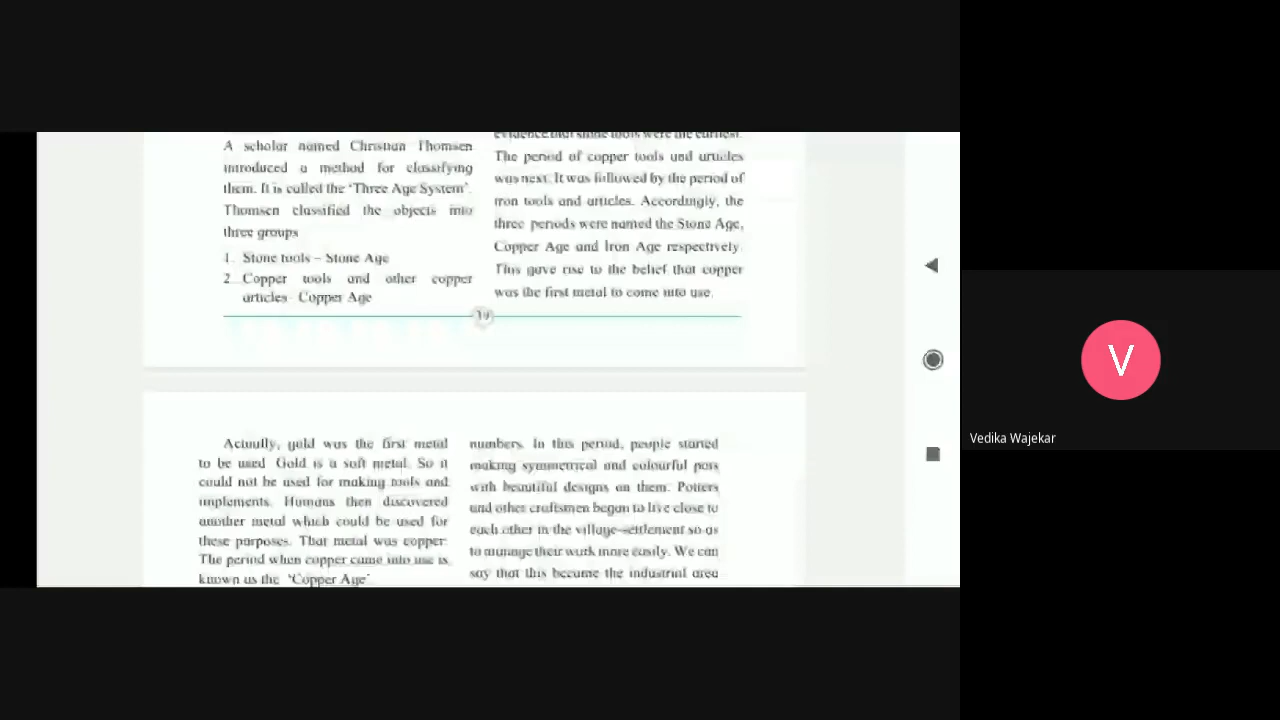 A scholar named Christian Thomsen
introduced a method for classifying
them. It is called the 'Three Age System'.
Thomsen classified the objects into
three groups
1. Stone tools – Stone Age
2. Copper tools and other copper
articles Copper Age
evidence that stone tools were the earliest.
The period of copper tools and articles
was next. It was followed by the period of
iron tools and articles. Accordingly, the
three periods were named the Stone Age,
Copper Age and Iron Age respectively.
This gave rise to the belief that copper
was the first metal to come into use.
Actually, gold was the first metal
to be used. Gold is a soft metal. So it
could not be used for making tools and
implements. Humans then discovered
another metal which could be used for
these purposes. That metal was copper.
The period when copper came into use is
known as the 'Copper Age'
numbers. In this period, people started
making symmetrical and colourful pots
with beautiful designs on them. Potters
and other craftsmen began to live close to
each other in the village-settlement so as
to manage their work more easily. We can
say that this became the industrial area
V
Vedika Wajekar